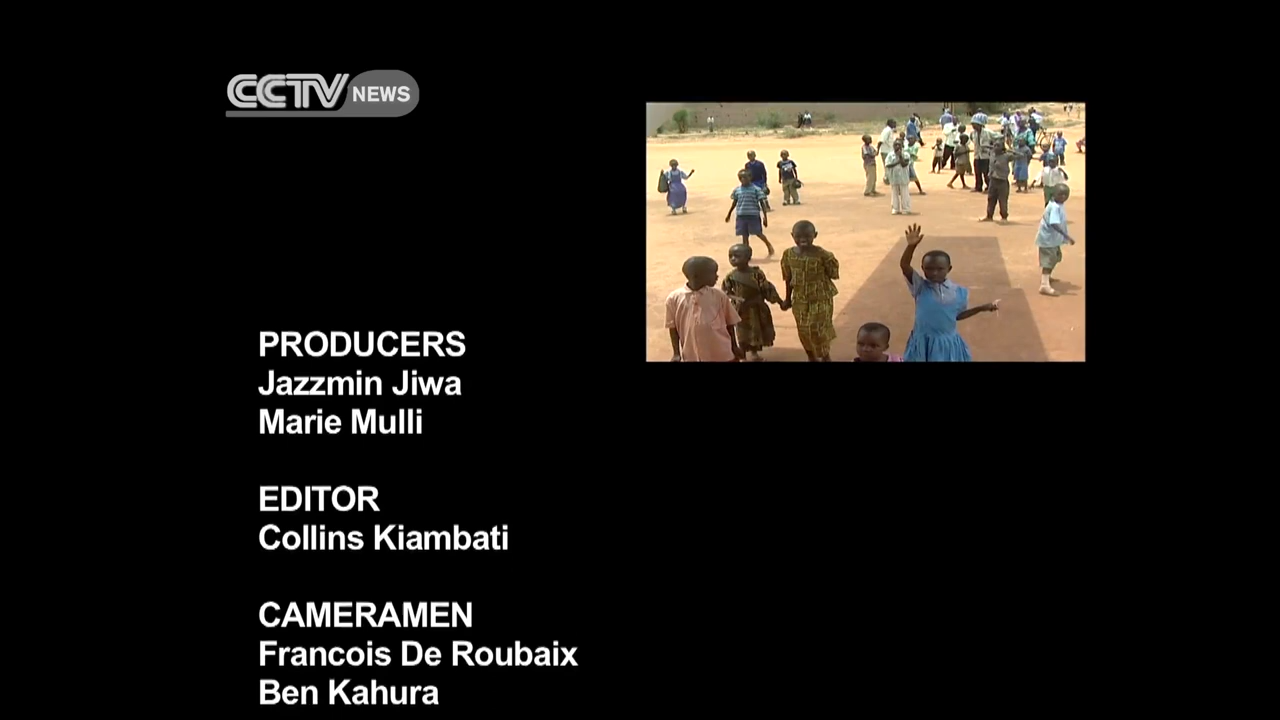 CCTV NEWS
PRODUCERS
Jazzmin Jiwa
Marie Mulli
EDITOR
Collins Kiambati
CAMERAMEN
Francois De Roubaix
Ben Kahura